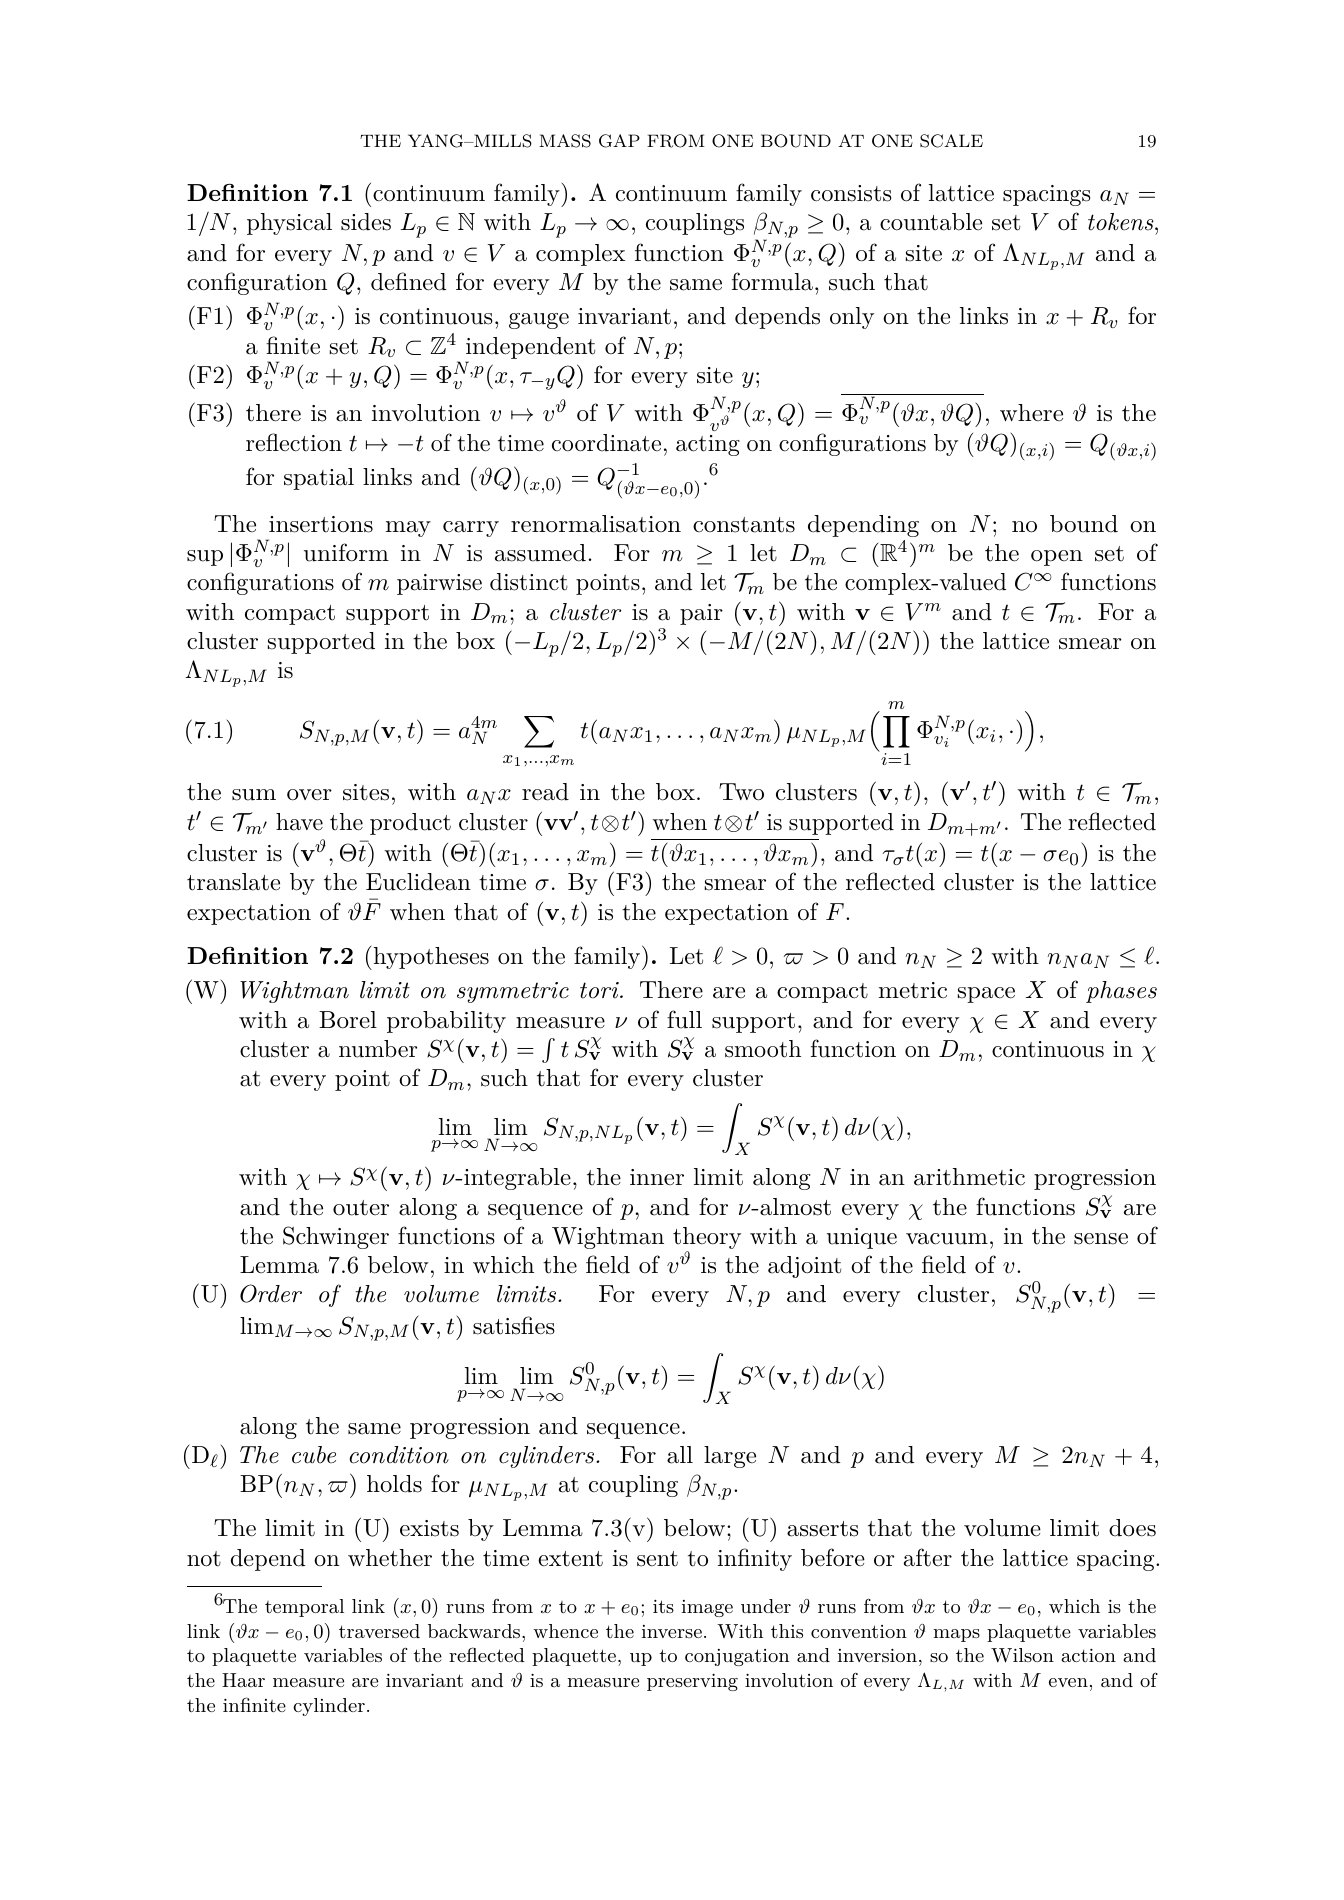 THE YANG–MILLS MASS GAP FROM ONE BOUND AT ONE SCALE 19
Definition 7.1 (continuum family). A continuum family consists of lattice spacings a_N =
1/N, physical sides L_p ∈ ℕ with L_p → ∞, couplings β_{N,p} ≥ 0, a countable set V of tokens,
and for every N, p and v ∈ V a complex function Φ_v^{N,p}(x, Q) of a site x of Λ_{NL_p,M} and a
configuration Q, defined for every M by the same formula, such that
(F1) Φ_v^{N,p}(x, ·) is continuous, gauge invariant, and depends only on the links in x + R_v for
a finite set R_v ⊂ ℤ^4 independent of N, p;
(F2) Φ_v^{N,p}(x + y, Q) = Φ_v^{N,p}(x, τ_{−y}Q) for every site y;
(F3) there is an involution v ↦ v^ϑ of V with Φ_{v^ϑ}^{N,p}(x, Q) = \overline{Φ_v^{N,p}(ϑx, ϑQ)}, where ϑ is the
reflection t ↦ −t of the time coordinate, acting on configurations by (ϑQ)_{(x,i)} = Q_{(ϑx,i)}
for spatial links and (ϑQ)_{(x,0)} = Q^{−1}_{(ϑx−e_0,0)}.^6
The insertions may carry renormalisation constants depending on N; no bound on
sup |Φ_v^{N,p}| uniform in N is assumed. For m ≥ 1 let D_m ⊂ (ℝ^4)^m be the open set of
configurations of m pairwise distinct points, and let 𝒯_m be the complex-valued C^∞ functions
with compact support in D_m; a cluster is a pair (𝐯, t) with 𝐯 ∈ V^m and t ∈ 𝒯_m. For a
cluster supported in the box (−L_p/2, L_p/2)^3 × (−M/(2N), M/(2N)) the lattice smear on
Λ_{NL_p,M} is
(7.1) S_{N,p,M}(𝐯, t) = a_N^{4m} ∑_{x_1,...,x_m} t(a_N x_1, . . . , a_N x_m) μ_{NL_p,M}(∏_{i=1}^m Φ_{v_i}^{N,p}(x_i, ·)),
the sum over sites, with a_N x read in the box. Two clusters (𝐯, t), (𝐯′, t′) with t ∈ 𝒯_m,
t′ ∈ 𝒯_{m′} have the product cluster (𝐯𝐯′, t⊗t′) when t⊗t′ is supported in D_{m+m′}. The reflected
cluster is (𝐯^ϑ, Θt̄) with (Θt̄)(x_1, . . . , x_m) = \overline{t(ϑx_1, . . . , ϑx_m)}, and τ_σ t(x) = t(x − σe_0) is the
translate by the Euclidean time σ. By (F3) the smear of the reflected cluster is the lattice
expectation of ϑF̄ when that of (𝐯, t) is the expectation of F.
Definition 7.2 (hypotheses on the family). Let ℓ > 0, ϖ > 0 and n_N ≥ 2 with n_N a_N ≤ ℓ.
(W) Wightman limit on symmetric tori. There are a compact metric space X of phases
with a Borel probability measure ν of full support, and for every χ ∈ X and every
cluster a number S^χ(𝐯, t) = ∫ t S_𝐯^χ with S_𝐯^χ a smooth function on D_m, continuous in χ
at every point of D_m, such that for every cluster
lim_{p→∞} lim_{N→∞} S_{N,p,NL_p}(𝐯, t) = ∫_X S^χ(𝐯, t) dν(χ),
with χ ↦ S^χ(𝐯, t) ν-integrable, the inner limit along N in an arithmetic progression
and the outer along a sequence of p, and for ν-almost every χ the functions S_𝐯^χ are
the Schwinger functions of a Wightman theory with a unique vacuum, in the sense of
Lemma 7.6 below, in which the field of v^ϑ is the adjoint of the field of v.
(U) Order of the volume limits. For every N, p and every cluster, S^0_{N,p}(𝐯, t) =
lim_{M→∞} S_{N,p,M}(𝐯, t) satisfies
lim_{p→∞} lim_{N→∞} S^0_{N,p}(𝐯, t) = ∫_X S^χ(𝐯, t) dν(χ)
along the same progression and sequence.
(D_ℓ) The cube condition on cylinders. For all large N and p and every M ≥ 2n_N + 4,
BP(n_N, ϖ) holds for μ_{NL_p,M} at coupling β_{N,p}.
The limit in (U) exists by Lemma 7.3(v) below; (U) asserts that the volume limit does
not depend on whether the time extent is sent to infinity before or after the lattice spacing.
^6The temporal link (x, 0) runs from x to x + e_0; its image under ϑ runs from ϑx to ϑx − e_0, which is the
link (ϑx − e_0, 0) traversed backwards, whence the inverse. With this convention ϑ maps plaquette variables
to plaquette variables of the reflected plaquette, up to conjugation and inversion, so the Wilson action and
the Haar measure are invariant and ϑ is a measure preserving involution of every Λ_{L,M} with M even, and of
the infinite cylinder.